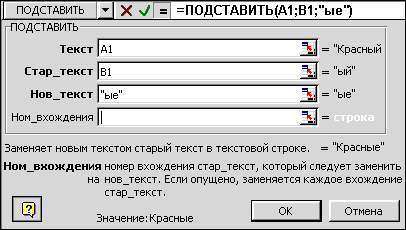 ПОДСТАВИТЬ =ПОДСТАВИТЬ(A1;B1;"ые")
ПОДСТАВИТЬ
Текст A1 = "Красный
Стар_текст B1 = "ый"
Нов_текст "ые" = "ые"
Ном_вхождения = строка
Заменяет новым текстом старый текст в текстовой строке. = "Красные"
Ном_вхождения номер вхождения стар_текст, который следует заменить
на нов_текст. Если опущено, заменяется каждое вхождение
стар_текст.
Значение:Красные OK Отмена